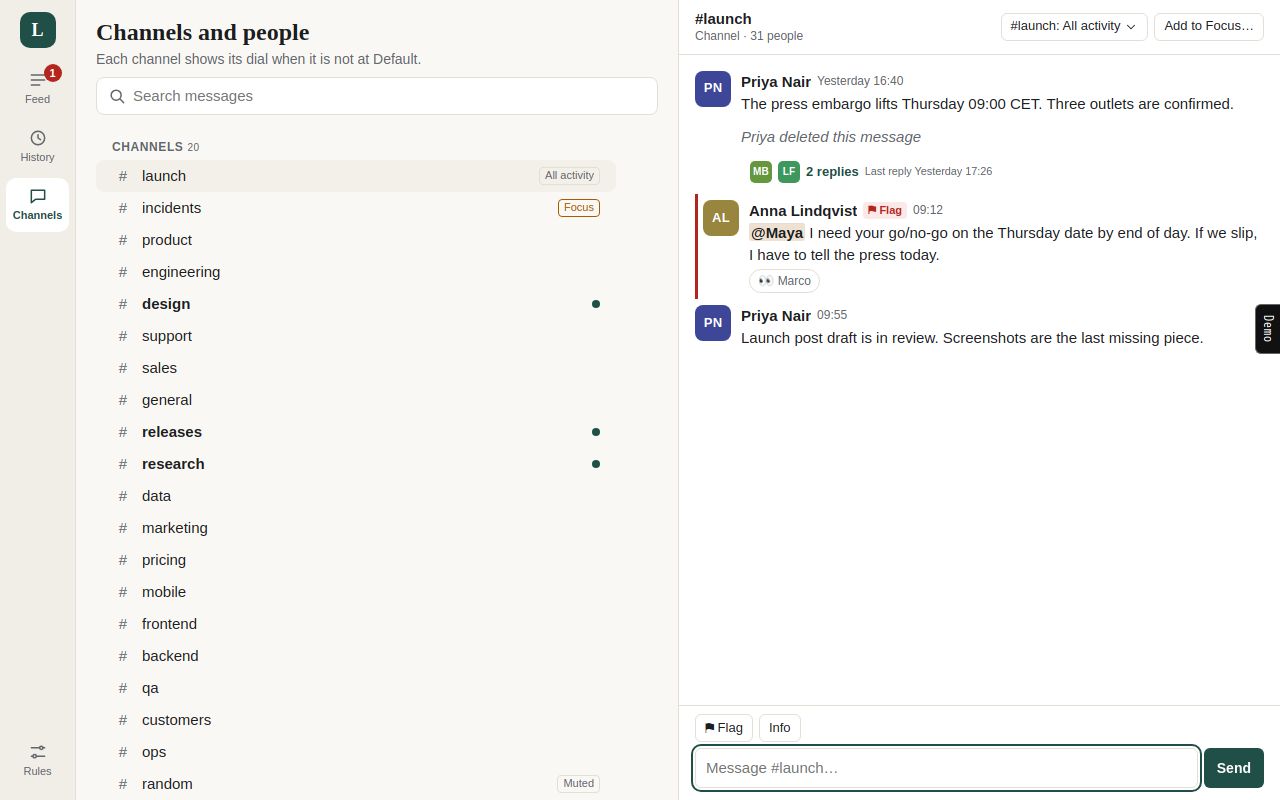 L
1
Feed
History
Channels
Rules
Channels and people
Each channel shows its dial when it is not at Default.
Search messages
CHANNELS 20
# launch All activity
# incidents Focus
# product
# engineering
# design
# support
# sales
# general
# releases
# research
# data
# marketing
# pricing
# mobile
# frontend
# backend
# qa
# customers
# ops
# random Muted
#launch
Channel · 31 people
#launch: All activity
Add to Focus…
PN Priya Nair Yesterday 16:40
The press embargo lifts Thursday 09:00 CET. Three outlets are confirmed.
Priya deleted this message
MB LF 2 replies Last reply Yesterday 17:26
AL Anna Lindqvist Flag 09:12
@Maya I need your go/no-go on the Thursday date by end of day. If we slip,
I have to tell the press today.
👀 Marco
PN Priya Nair 09:55
Launch post draft is in review. Screenshots are the last missing piece.
Demo
Flag Info
Message #launch…
Send